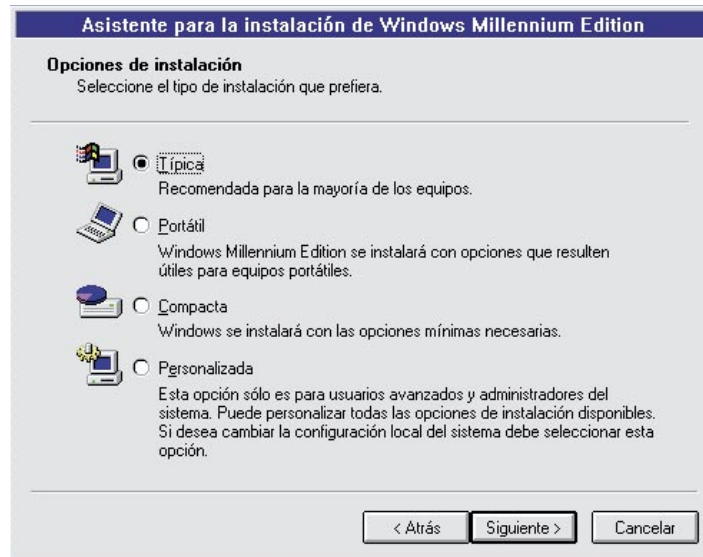 Asistente para la instalación de Windows Millennium Edition
Opciones de instalación
Seleccione el tipo de instalación que prefiera.
Típica
Recomendada para la mayoría de los equipos.
Portátil
Windows Millennium Edition se instalará con opciones que resulten
útiles para equipos portátiles.
Compacta
Windows se instalará con las opciones mínimas necesarias.
Personalizada
Esta opción sólo es para usuarios avanzados y administradores del
sistema. Puede personalizar todas las opciones de instalación disponibles.
Si desea cambiar la configuración local del sistema debe seleccionar esta
opción.
< Atrás
Siguiente >
Cancelar